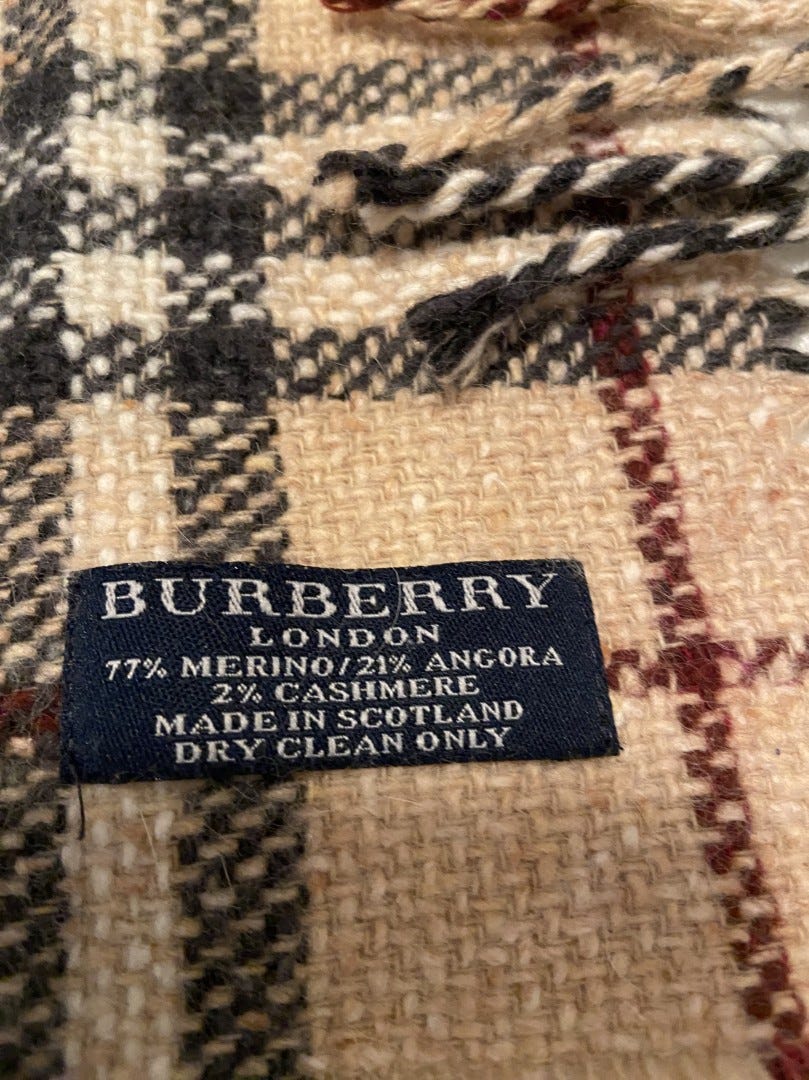 BURBERRY
LONDON
77% MERINO/21% ANGORA
2% CASHMERE
MADE IN SCOTLAND
DRY CLEAN ONLY